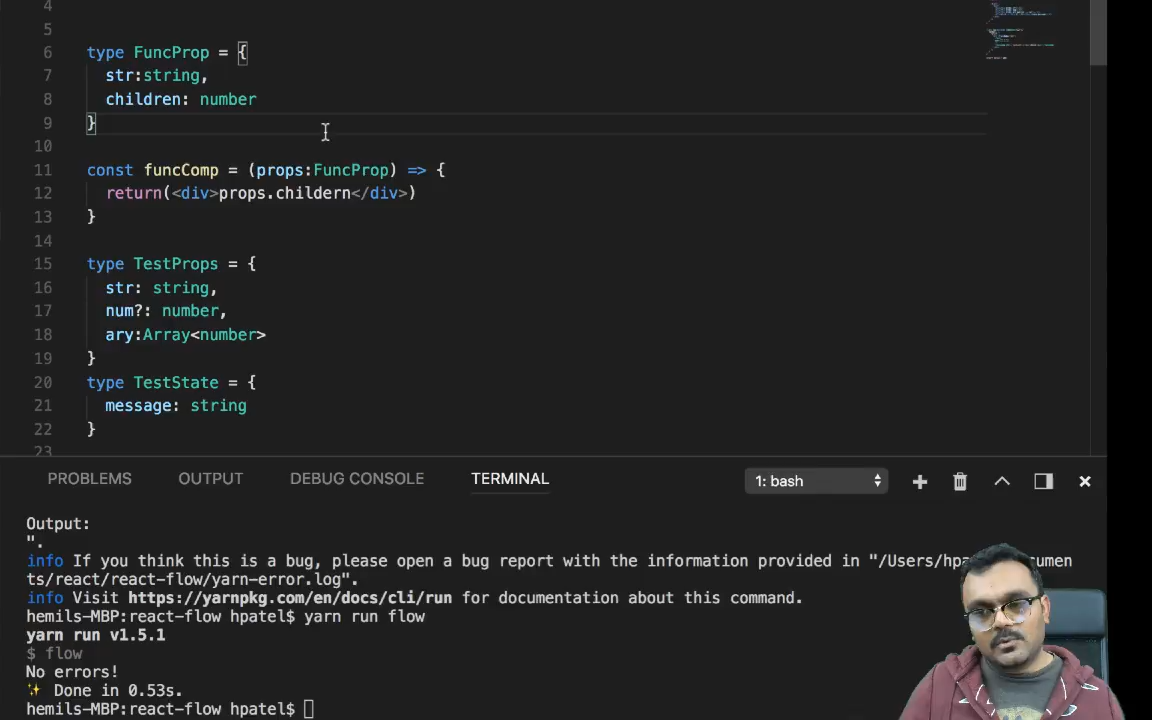 4
5
6 type FuncProp = {
7 str:string,
8 children: number
9 }
10
11 const funcComp = (props:FuncProp) => {
12 return(<div>props.childern</div>)
13 }
14
15 type TestProps = {
16 str: string,
17 num?: number,
18 ary:Array<number>
19 }
20 type TestState = {
21 message: string
22 }
23
PROBLEMS OUTPUT DEBUG CONSOLE TERMINAL 1: bash
Output:
".
info If you think this is a bug, please open a bug report with the information provided in "/Users/hpa
ts/react/react-flow/yarn-error.log".
info Visit https://yarnpkg.com/en/docs/cli/run for documentation about this command.
hemils-MBP:react-flow hpatel$ yarn run flow
yarn run v1.5.1
$ flow
No errors!
✨ Done in 0.53s.
hemils-MBP:react-flow hpatel$